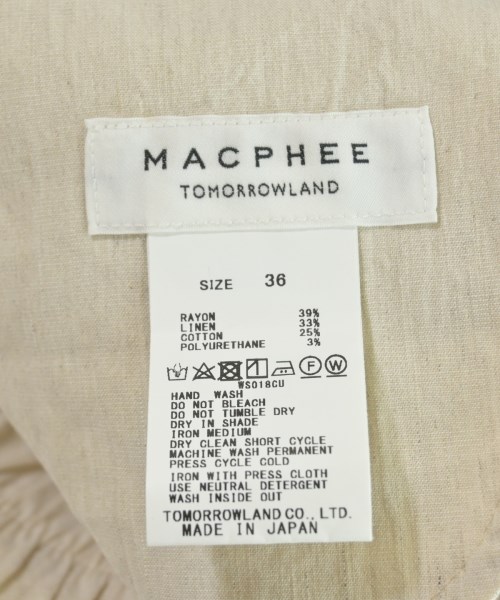 MACPHEE
TOMORROWLAND
SIZE 36
RAYON 39%
LINEN 33%
COTTON 25%
POLYURETHANE 3%
F W
WS018CU
HAND WASH
DO NOT BLEACH
DO NOT TUMBLE DRY
DRY IN SHADE
IRON MEDIUM
DRY CLEAN SHORT CYCLE
MACHINE WASH PERMANENT
PRESS CYCLE COLD
IRON WITH PRESS CLOTH
USE NEUTRAL DETERGENT
WASH INSIDE OUT
TOMORROWLAND CO., LTD.
MADE IN JAPAN